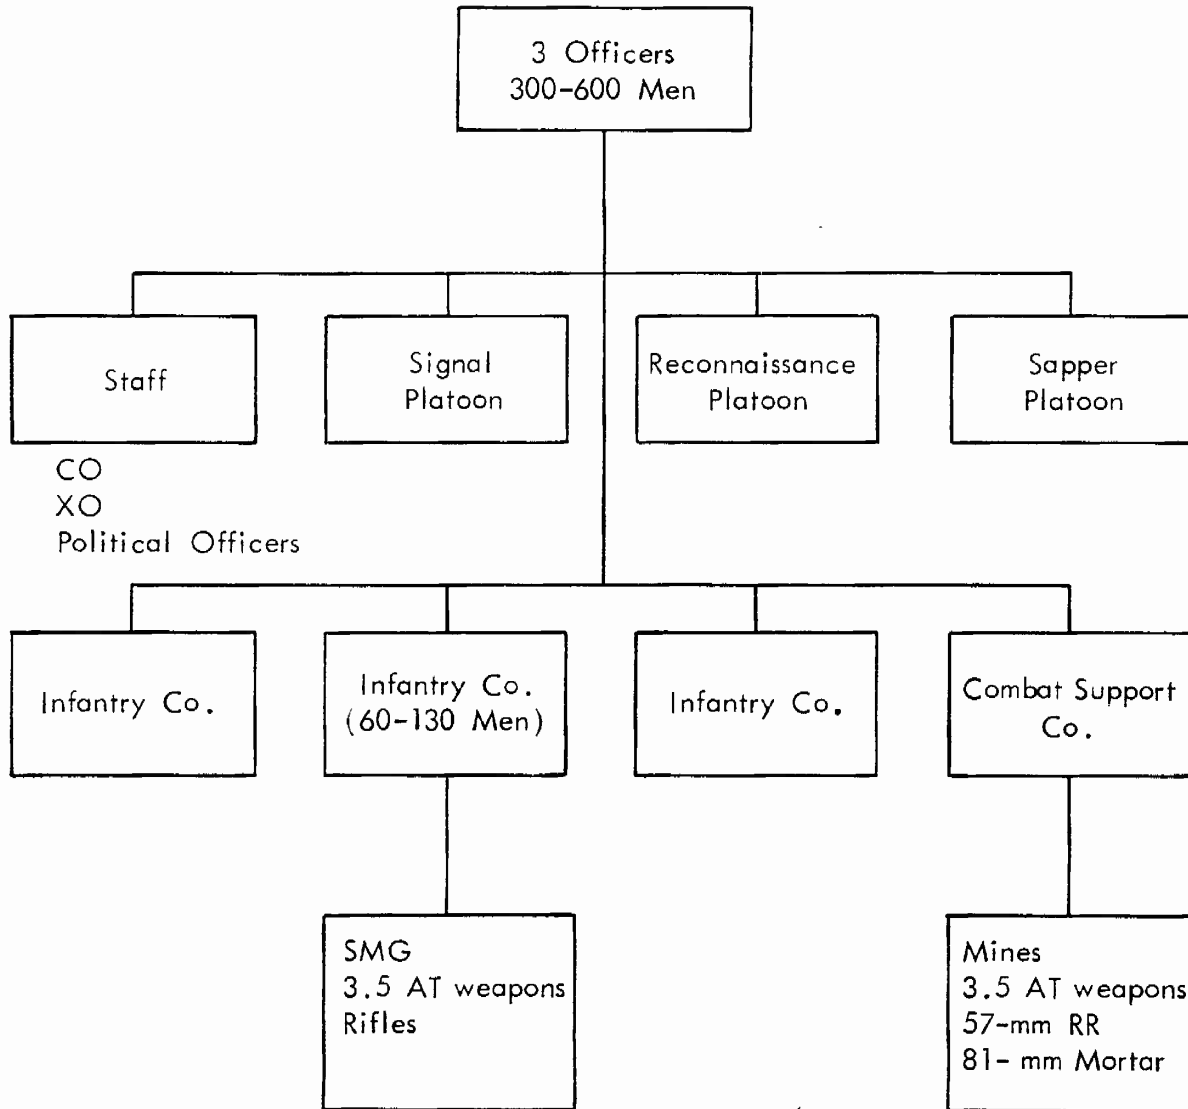 3 Officers
300-600 Men
Staff
Signal
Platoon
Reconnaissance
Platoon
Sapper
Platoon
CO
XO
Political Officers
Infantry Co.
Infantry Co.
(60-130 Men)
Infantry Co.
Combat Support
Co.
SMG
3.5 AT weapons
Rifles
Mines
3.5 AT weapons
57-mm RR
81- mm Mortar